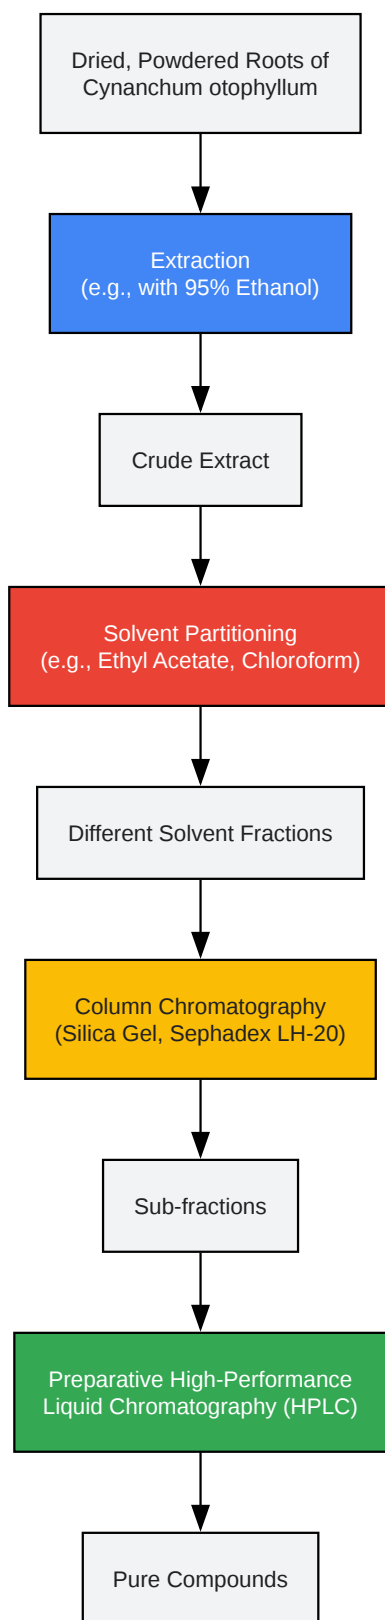 Dried, Powdered Roots of
Cynanchum otophyllum
Extraction
(e.g., with 95% Ethanol)
Crude Extract
Solvent Partitioning
(e.g., Ethyl Acetate, Chloroform)
Different Solvent Fractions
Column Chromatography
(Silica Gel, Sephadex LH-20)
Sub-fractions
Preparative High-Performance
Liquid Chromatography (HPLC)
Pure Compounds